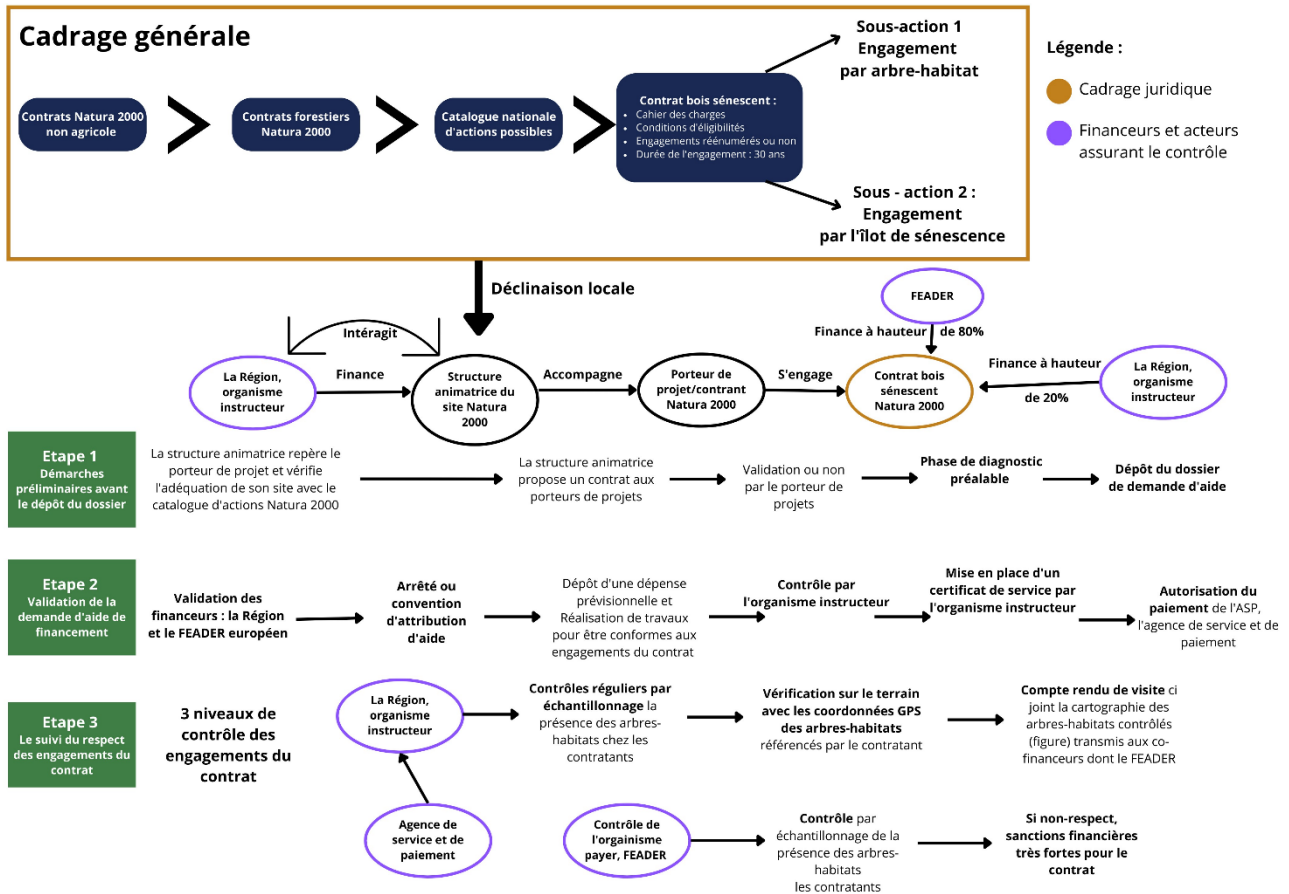 Cadrage générale
Contrats Natura 2000
non agricole
Contrats forestiers
Natura 2000
Catalogue nationale
d'actions possibles
Contrat bois sénescent :
• Cahier des charges
• Conditions d'éligibilités
• Engagements réénumérés ou non
• Durée de l'engagement : 30 ans
Sous-action 1
Engagement
par arbre-habitat
Sous - action 2 :
Engagement
par l'îlot de sénescence
Légende :
Cadrage juridique
Financeurs et acteurs
assurant le contrôle
Déclinaison locale
Intéragit
La Région,
organisme
instructeur
Finance
Structure
animatrice du
site Natura
2000
Accompagne
Porteur de
projet/contrant
Natura 2000
S'engage
FEADER
Finance à hauteur de 80%
Contrat bois
sénescent
Natura 2000
Finance à hauteur
de 20%
La Région,
organisme
instructeur
Etape 1
Démarches
préliminaires avant
le dépôt du dossier
La structure animatrice repère le
porteur de projet et vérifie
l'adéquation de son site avec le
catalogue d'actions Natura 2000
La structure animatrice
propose un contrat aux
porteurs de projets
Validation ou non
par le porteur de
projets
Phase de diagnostic
préalable
Dépôt du dossier
de demande d'aide
Etape 2
Validation de la
demande d'aide de
financement
Validation des
financeurs : la Région
et le FEADER européen
Arrêté ou
convention
d'attribution
d'aide
Dépôt d'une dépense
prévisionnelle et
Réalisation de travaux
pour être conformes aux
engagements du contrat
Contrôle par
l'organisme instructeur
Mise en place d'un
certificat de service par
l'organisme instructeur
Autorisation du
paiement de l'ASP,
l'agence de service et de
paiement
Etape 3
Le suivi du respect
des engagements du
contrat
3 niveaux de
contrôle des
engagements du
contrat
La Région,
organisme
instructeur
Contrôles réguliers par
échantillonnage la
présence des arbres-
habitats chez les
contratants
Vérification sur le terrain
avec les coordonnées GPS
des arbres-habitats
référencés par le contratant
Compte rendu de visite ci
joint la cartographie des
arbres-habitats contrôlés
(figure) transmis aux co-
financeurs dont le FEADER
Agence de
service et de
paiement
Contrôle de
l'orgainisme
payer, FEADER
Contrôle par
échantillonnage de la
présence des arbres-
habitats
les contratants
Si non-respect,
sanctions financières
très fortes pour le
contrat